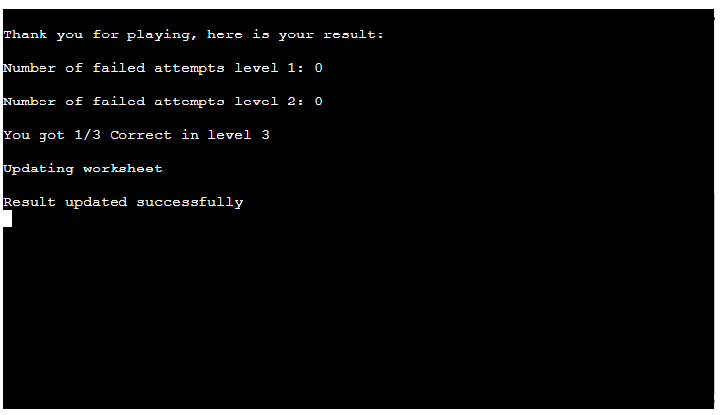 Thank you for playing, here is your result:
Number of failed attempts level 1: 0
Number of failed attempts level 2: 0
You got 1/3 Correct in level 3
Updating worksheet
Result updated successfully